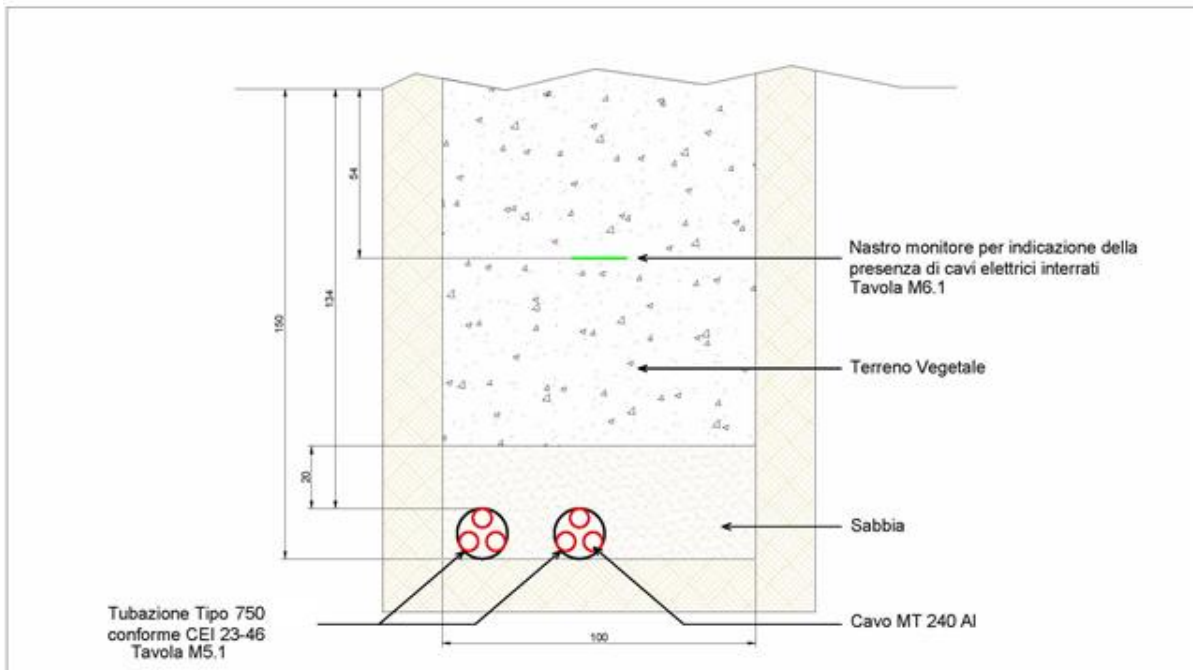 54
134
150
20
100
Nastro monitore per indicazione della
presenza di cavi elettrici interrati
Tavola M6.1
Terreno Vegetale
Sabbia
Cavo MT 240 Al
Tubazione Tipo 750
conforme CEI 23-46
Tavola M5.1